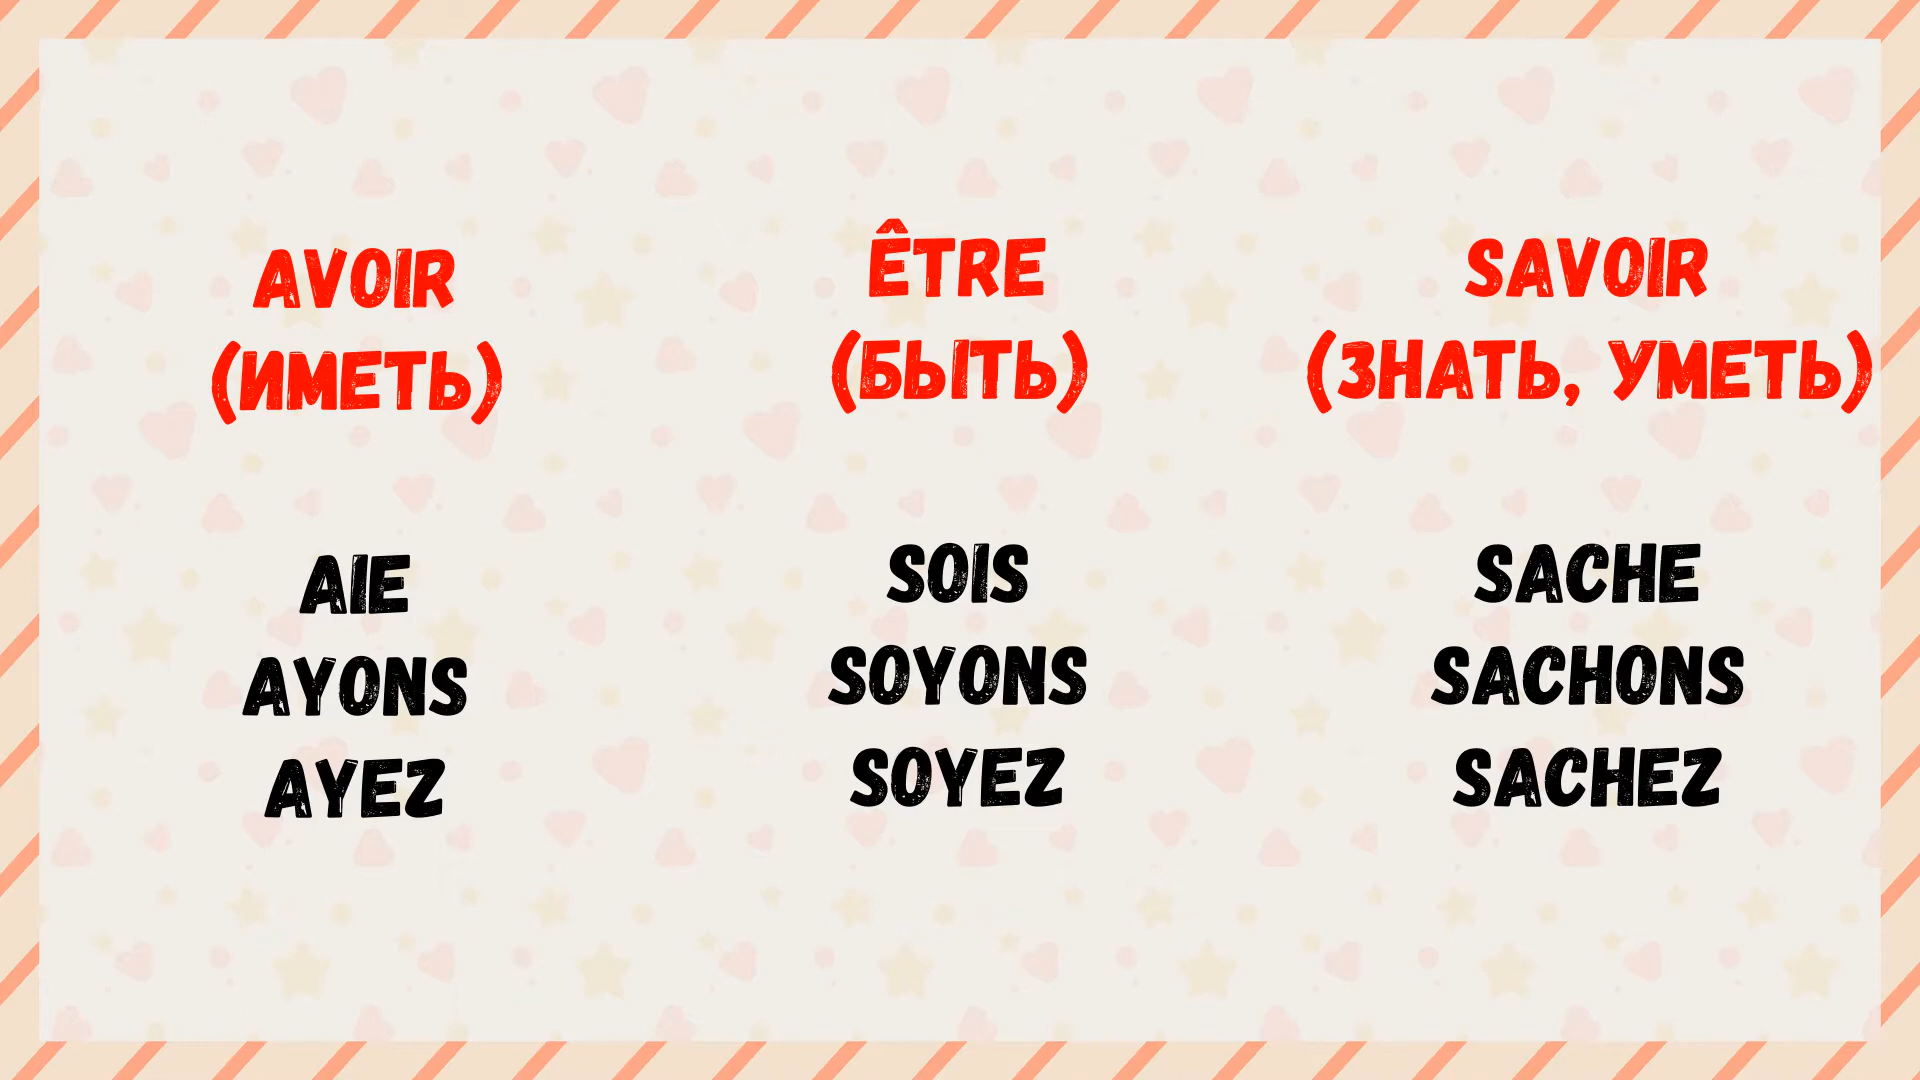 AVOIR
(ИМЕТЬ)
AIE
AYONS
AYEZ
ÊTRE
(БЫТЬ)
SOIS
SOYONS
SOYEZ
SAVOIR
(ЗНАТЬ, УМЕТЬ)
SACHE
SACHONS
SACHEZ